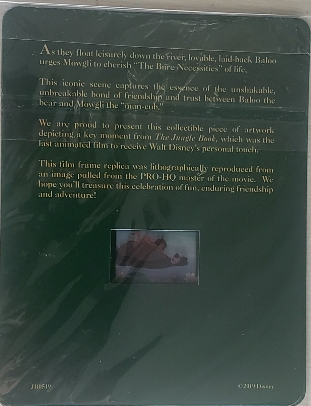 As they float leisurely down the river, lovable, laid-back Baloo
urges Mowgli to cherish "The Bare Necessities" of life.
This iconic scene captures the essence of the unshakable,
unbreakable bond of friendship and trust between Baloo the
bear and Mowgli the "man-cub."
We are proud to present this collectible piece of artwork
depicting a key moment from The Jungle Book, which was the
last animated film to receive Walt Disney's personal touch.
This film frame replica was lithographically reproduced from
an image pulled from the PRO-HQ master of the movie. We
hope you'll treasure this celebration of fun, enduring friendship
and adventure!
©2019 Disney